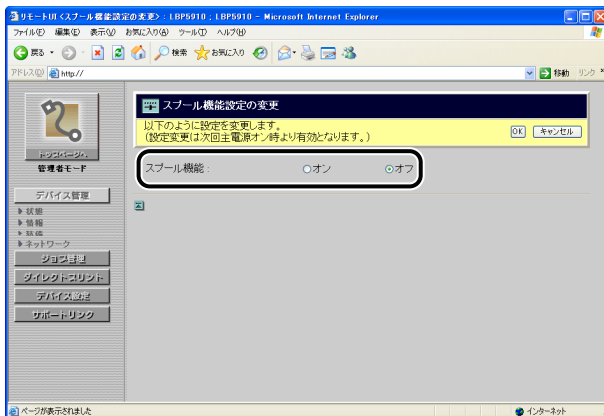 リモートUI <スプール機能設定の変更> : LBP5910 ; LBP5910 - Microsoft Internet Explorer
ファイル(F) 編集(E) 表示(V) お気に入り(A) ツール(T) ヘルプ(H)
戻る 検索 お気に入り
アドレス(D) http:// 移動 リンク
スプール機能設定の変更
以下のように設定を変更します。
(設定変更は次回主電源オン時より有効となります。)
OK キャンセル
トップページへ
管理者モード
スプール機能 : オン オフ
デバイス管理
状態
情報
装備
ネットワーク
ジョブ管理
ダイレクトプリント
デバイス設定
サポートリンク
ページが表示されました インターネット